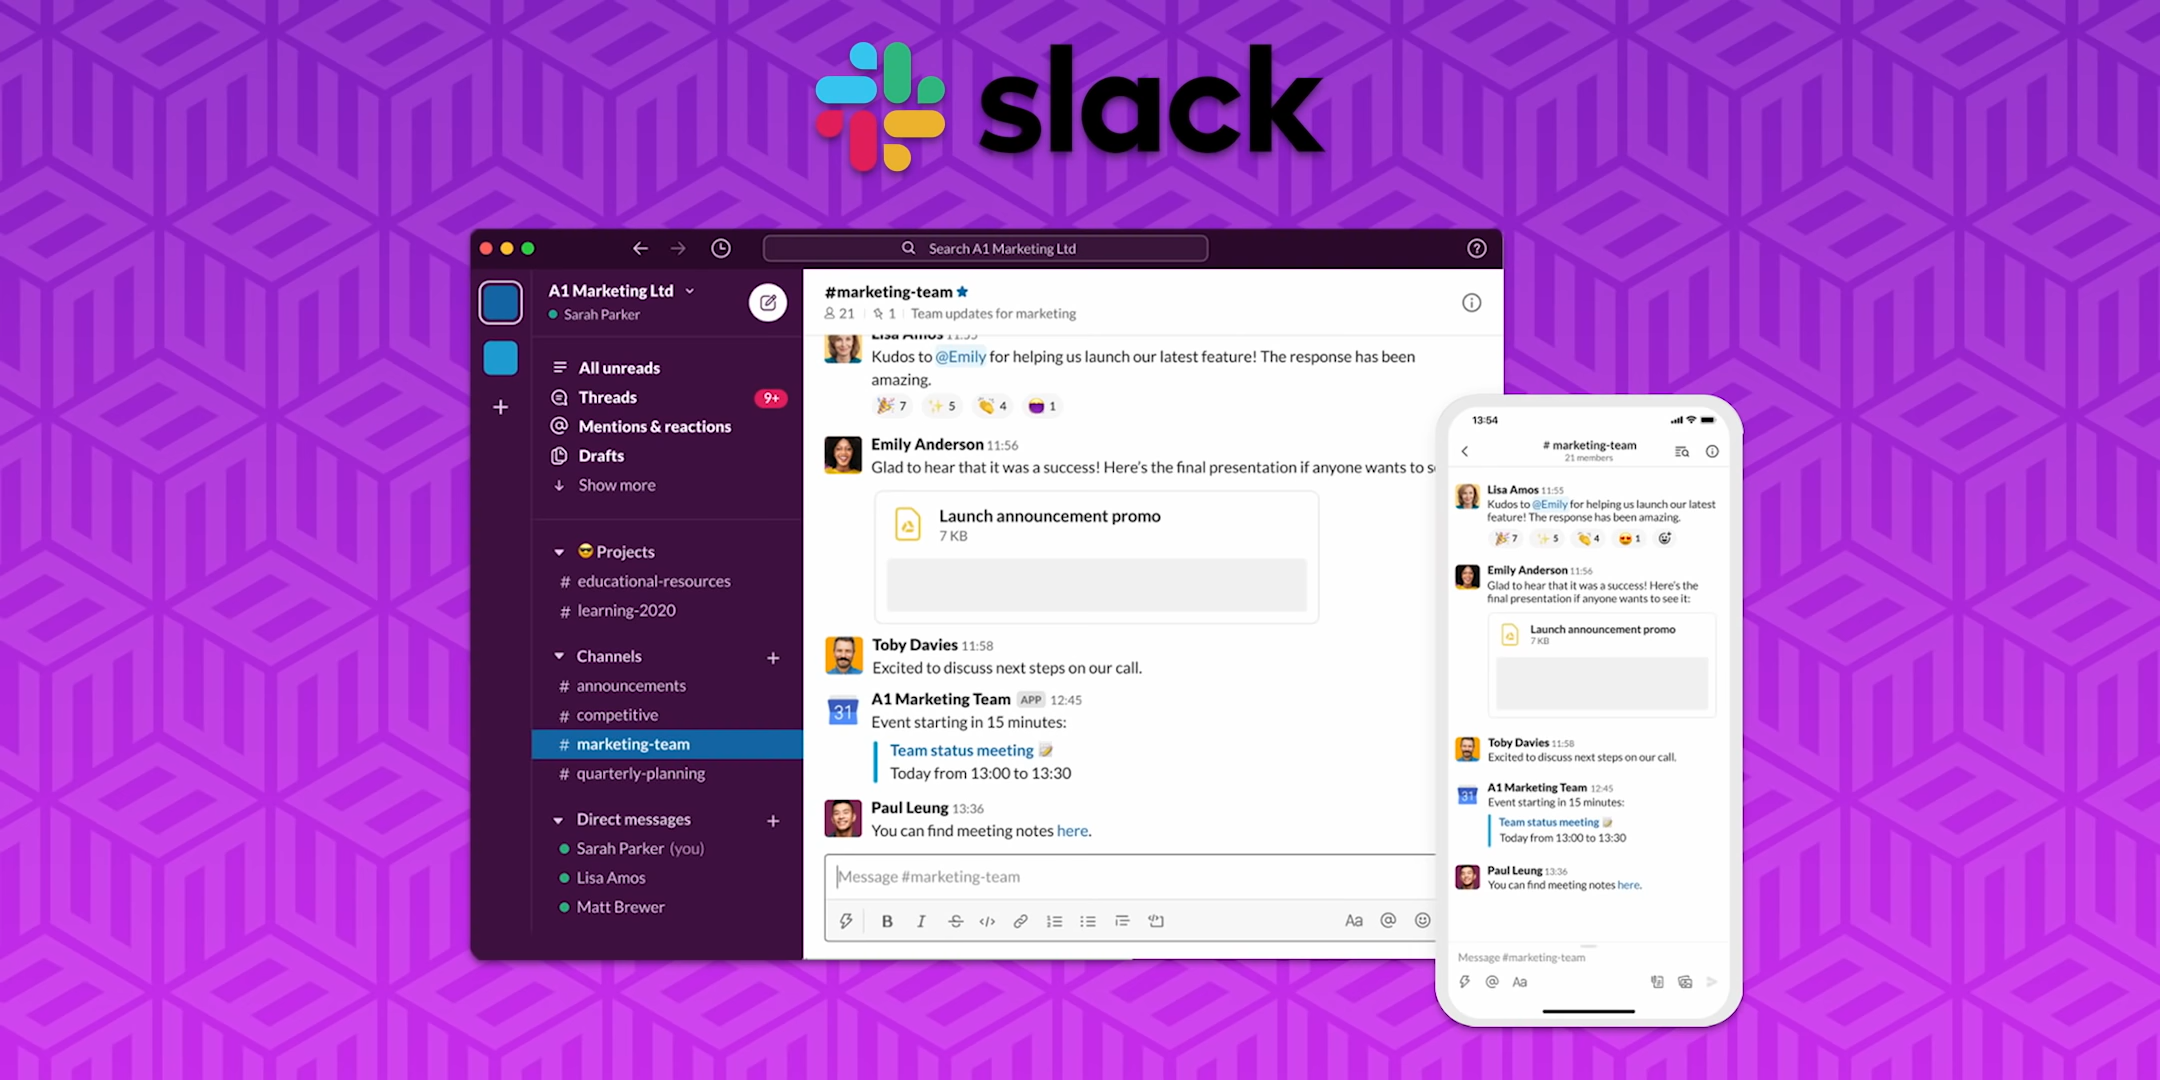 slack
Search A1 Marketing Ltd
A1 Marketing Ltd
Sarah Parker
All unreads
Threads 9+
Mentions & reactions
Drafts
Show more
Projects
# educational-resources
# learning-2020
Channels
# announcements
# competitive
# marketing-team
# quarterly-planning
Direct messages
Sarah Parker (you)
Lisa Amos
Matt Brewer
#marketing-team
21 1 Team updates for marketing
Lisa Amos 11:55
Kudos to @Emily for helping us launch our latest feature! The response has been
amazing.
7 5 4 1
Emily Anderson 11:56
Glad to hear that it was a success! Here's the final presentation if anyone wants to s
Launch announcement promo
7 KB
Toby Davies 11:58
Excited to discuss next steps on our call.
31
A1 Marketing Team APP 12:45
Event starting in 15 minutes:
Team status meeting
Today from 13:00 to 13:30
Paul Leung 13:36
You can find meeting notes here.
Message #marketing-team
B I S </> Aa @
13:54
# marketing-team
21 members
Lisa Amos 11:55
Kudos to @Emily for helping us launch our latest
feature! The response has been amazing.
7 5 4 1
Emily Anderson 11:56
Glad to hear that it was a success! Here's the
final presentation if anyone wants to see it:
Launch announcement promo
7 KB
Toby Davies 11:58
Excited to discuss next steps on our call.
31
A1 Marketing Team 12:45
Event starting in 15 minutes:
Team status meeting
Today from 13:00 to 13:30
Paul Leung 13:36
You can find meeting notes here.
Message #marketing-team
@ Aa